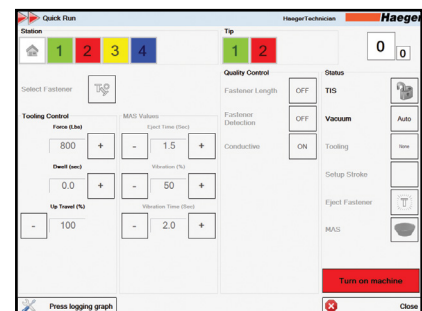 Quick Run
HaegerTechnician
Haeger
Station
1 2 3 4
Tip
1 2
0 0
Select Fastener
Quality Control
Fastener Length OFF
Fastener Detection OFF
Conductive ON
Status
TIS
Vacuum Auto
Tooling New
Setup Stroke
Eject Fastener T
MAS
Tooling Control
Force (Lbs)
800 +
Dwell (sec)
0.0 +
Up Travel (%)
- 100
MAS Values
Eject Time (Sec)
- 1.5 +
Vibration (%)
- 50 +
Vibration Time (Sec)
- 2.0 +
Turn on machine
Press logging graph
Close